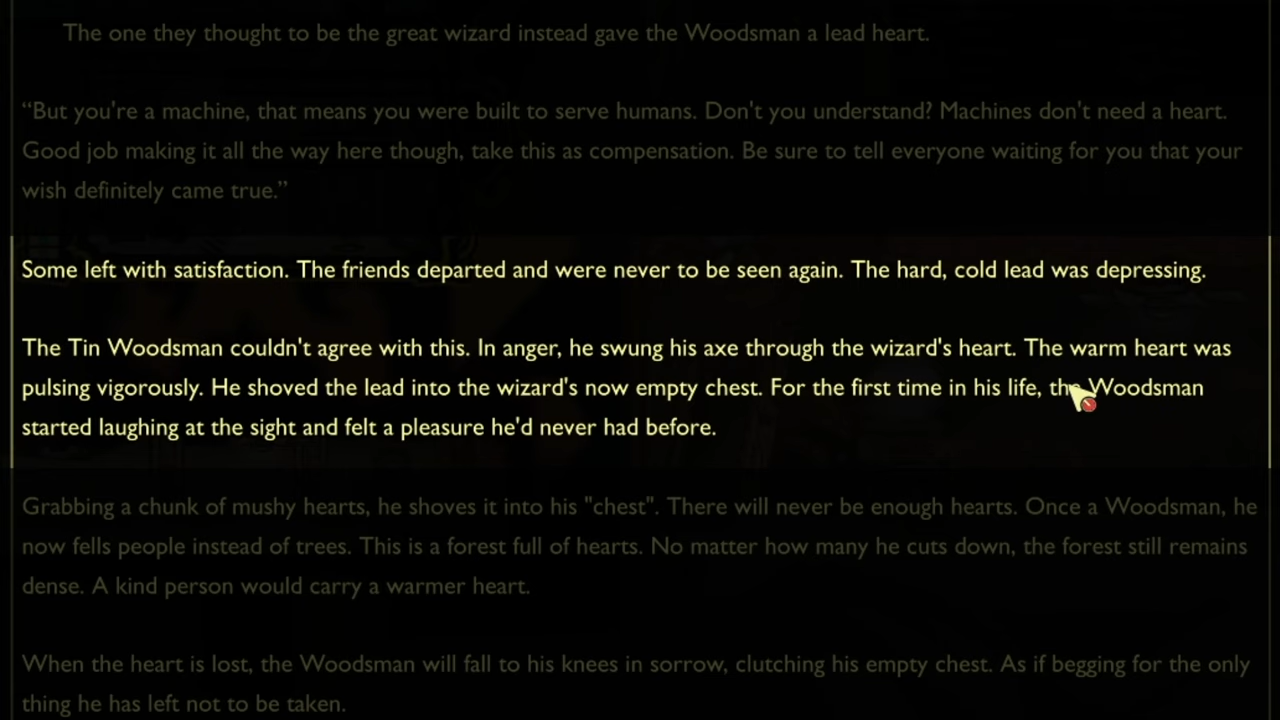 The one they thought to be the great wizard instead gave the Woodsman a lead heart.
“But you're a machine, that means you were built to serve humans. Don't you understand? Machines don't need a heart.
Good job making it all the way here though, take this as compensation. Be sure to tell everyone waiting for you that your
wish definitely came true.”
Some left with satisfaction. The friends departed and were never to be seen again. The hard, cold lead was depressing.
The Tin Woodsman couldn't agree with this. In anger, he swung his axe through the wizard's heart. The warm heart was
pulsing vigorously. He shoved the lead into the wizard's now empty chest. For the first time in his life, the Woodsman
started laughing at the sight and felt a pleasure he'd never had before.
Grabbing a chunk of mushy hearts, he shoves it into his "chest". There will never be enough hearts. Once a Woodsman, he
now fells people instead of trees. This is a forest full of hearts. No matter how many he cuts down, the forest still remains
dense. A kind person would carry a warmer heart.
When the heart is lost, the Woodsman will fall to his knees in sorrow, clutching his empty chest. As if begging for the only
thing he has left not to be taken.